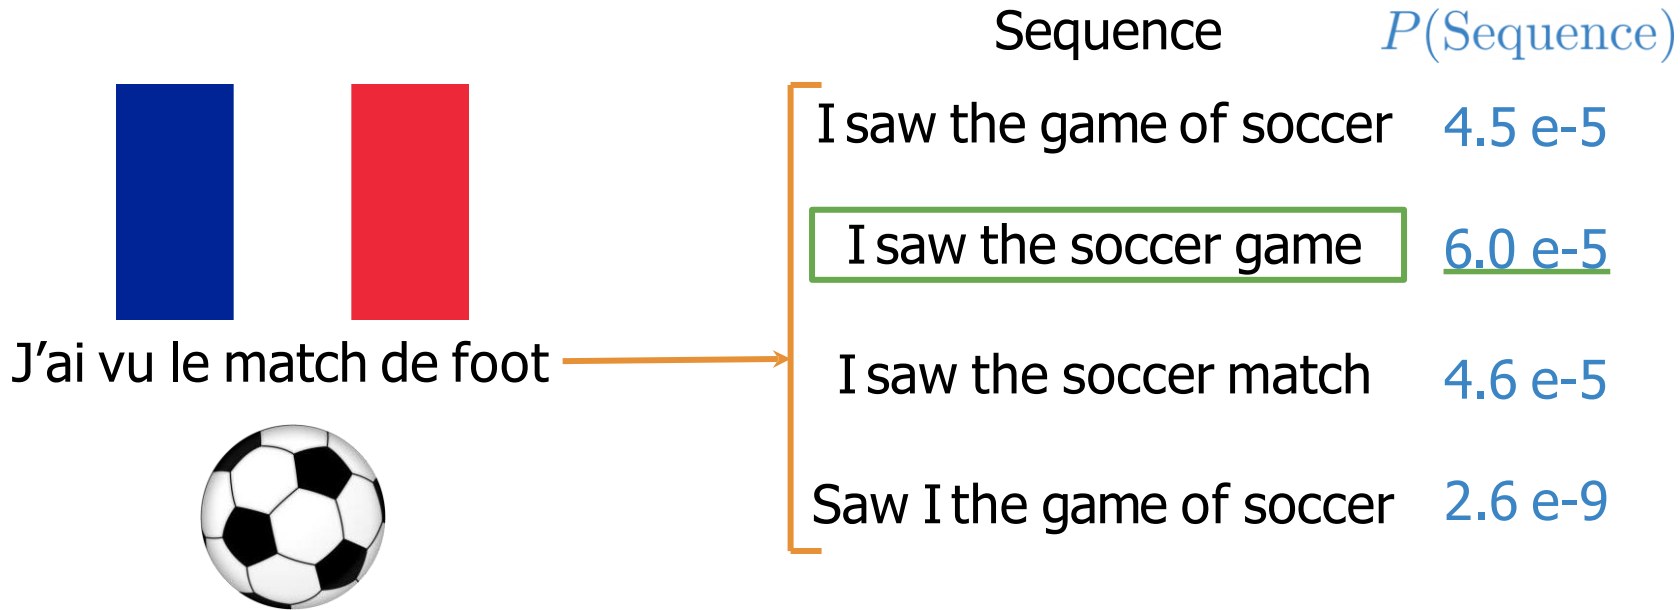 Sequence P(Sequence)
J’ai vu le match de foot
I saw the game of soccer 4.5 e-5
I saw the soccer game 6.0 e-5
I saw the soccer match 4.6 e-5
Saw I the game of soccer 2.6 e-9